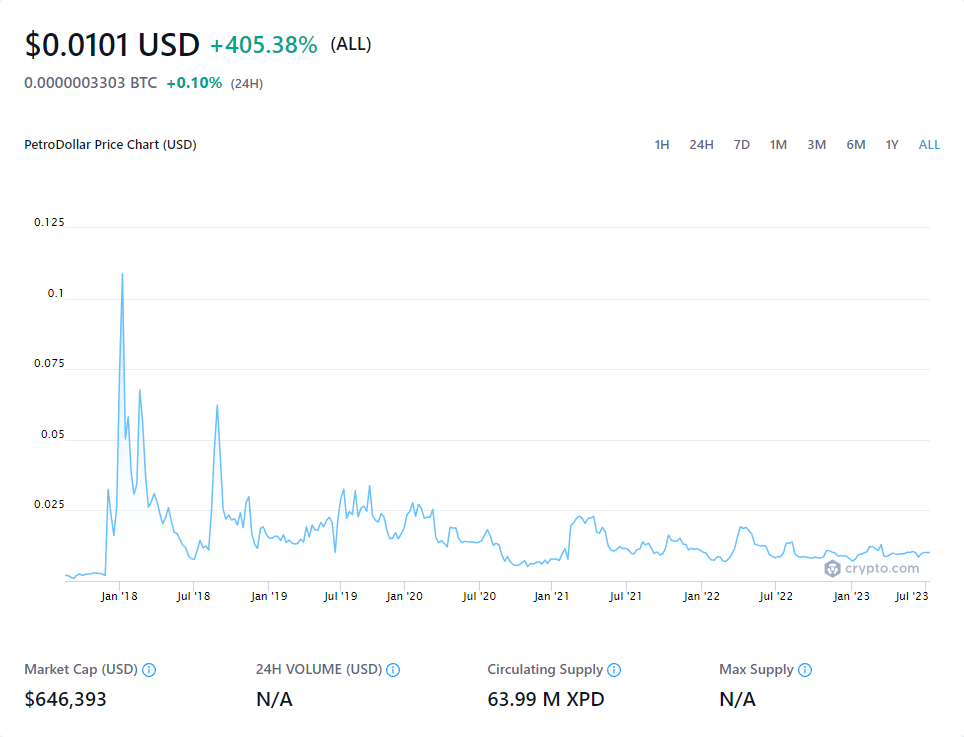 $0.0101 USD +405.38% (ALL)
0.0000003303 BTC +0.10% (24H)
PetroDollar Price Chart (USD) 1H 24H 7D 1M 3M 6M 1Y ALL
0.125
0.1
0.075
0.05
0.025
crypto.com
Jan '18 Jul '18 Jan '19 Jul '19 Jan '20 Jul '20 Jan '21 Jul '21 Jan '22 Jul '22 Jan '23 Jul '23
Market Cap (USD) 24H VOLUME (USD) Circulating Supply Max Supply
$646,393 N/A 63.99 M XPD N/A